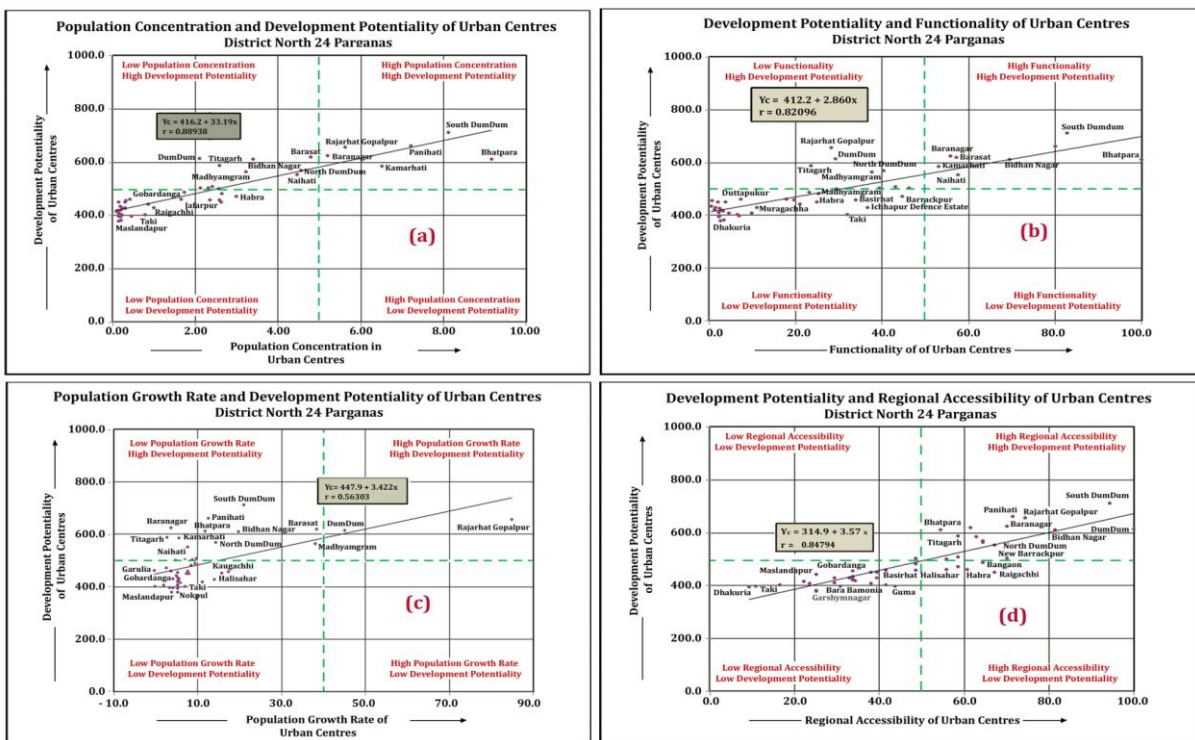 Population Concentration and Development Potentiality of Urban Centres
District North 24 Parganas
1000.0
800.0
600.0
400.0
200.0
0.0
Development Potentiality
of Urban Centres
Low Population Concentration
High Development Potentiality
High Population Concentration
High Development Potentiality
Yc = 416.2 + 33.19x
r = 0.88938
South DumDum
Rajarhat Gopalpur
Barasat
Baranagar
Panihati
Bhatpara
DumDum
Titagarh
Bidhan Nagar
Kamarhati
North DumDum
Madhyamgram
Naihati
Gobardanga
Habra
Jafarpur
Raigachhi
Taki
Maslandapur
(a)
Low Population Concentration
Low Development Potentiality
High Population Concentration
Low Development Potentiality
0.00
2.00
4.00
6.00
8.00
10.00
Population Concentration in
Urban Centres
Development Potentiality and Functionality of Urban Centres
District North 24 Parganas
1000.0
800.0
600.0
400.0
200.0
0.0
Development Potentiality
of Urban Centres
Low Functionality
High Development Potentiality
High Functionality
High Development Potentiality
Yc = 412.2 + 2.860x
r = 0.82096
South Dumdum
Rajarhat Gopalpur
DumDum
Baranagar
Barasat
Bhatpara
Titagarh
North DumDum
Kamarhati
Bidhan Nagar
Madhyamgram
Naihati
Duttapukur
Madhyamgram
Habra
Basirhat
Barrackpur
Muragachha
Ichhapur Defence Estate
Taki
Dhakuria
(b)
Low Functionality
Low Development Potentiality
High Functionality
Low Development Potentiality
0.0
20.0
40.0
60.0
80.0
100.0
Functionality of of Urban Centres
Population Growth Rate and Development Potentiality of Urban Centres
District North 24 Parganas
1000.0
800.0
600.0
400.0
200.0
0.0
Development Potentiality
of Urban Centres
Low Population Growth Rate
High Development Potentiality
High Population Growth Rate
High Development Potentiality
Yc= 447.9 + 3.422x
r = 0.56303
South DumDum
Panihati
Baranagar
Bhatpara
Bidhan Nagar
Barasat
DumDum
Rajarhat Gopalpur
Titagarh
Kamarhati
North DumDum
Madhyamgram
Naihati
Garulia
Kaugachhi
Gobardanga
Halisahar
Taki
Maslandapur
Nokpul
(c)
Low Population Growth Rate
Low Development Potentiality
High Population Growth Rate
Low Development Potentiality
- 10.0
10.0
30.0
50.0
70.0
90.0
Population Growth Rate of
Urban Centres
Development Potentiality and Regional Accessibility of Urban Centres
District North 24 Parganas
1000.0
800.0
600.0
400.0
200.0
0.0
Development Potentiality
of Urban Centres
Low Regional Accessibility
Low Development Potentiality
High Regional Accessibility
High Development Potentiality
Yc = 314.9 + 3.57 x
r = 0.84794
South DumDum
Panihati
Rajarhat Gopalpur
Bhatpara
Baranagar
Bidhan Nagar
DumDum
Titagarh
North DumDum
New Barrackpur
Maslandapur
Gobardanga
Bangaon
Basirhat
Halisahar
Habra
Raigachhi
Dhakuria
Taki
Bara Bamonia
Guma
Garshymnagar
(d)
Low Regional Accessibility
Low Development Potentiality
High Regional Accessibility
Low Development Potentiality
0.0
20.0
40.0
60.0
80.0
100.0
Regional Accessibility of Urban Centres